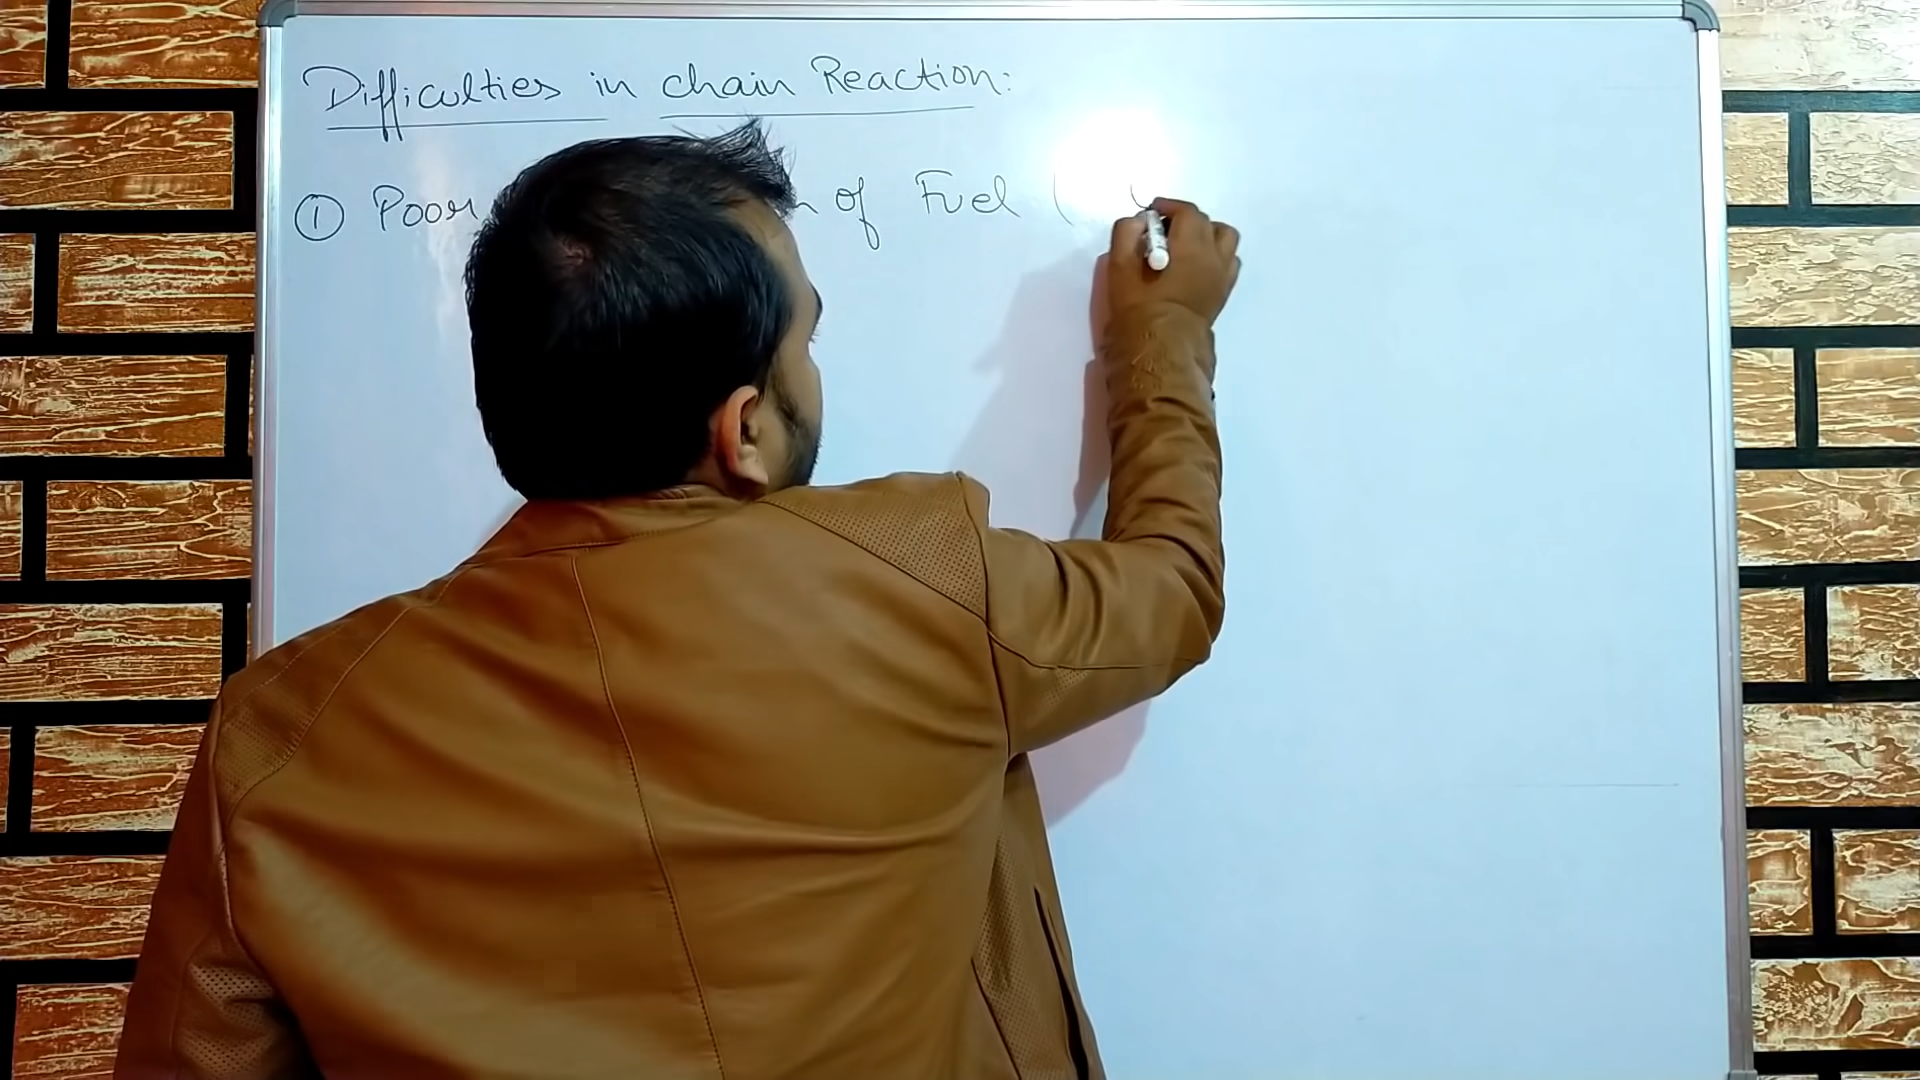 Difficulties in chain Reaction:
① Poor of Fuel (